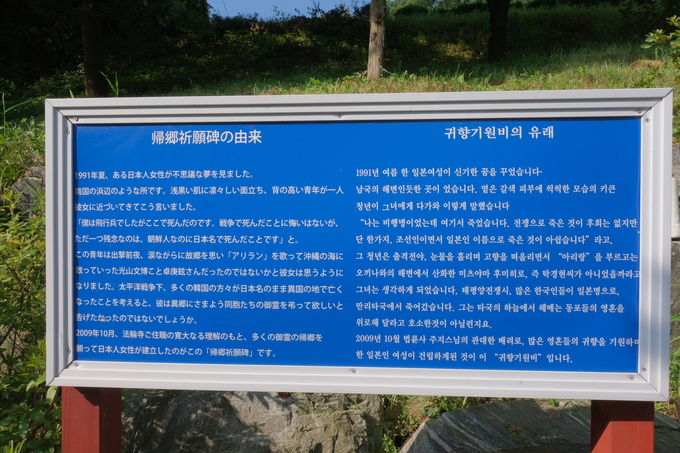 帰郷祈願碑の由来
1991年夏、ある日本人女性が不思議な夢を見ました。
南国の浜辺のような所です。浅黒い肌に凛々しい面立ち、背の高い青年が一人
彼女に近づいてきてこう言いました。
「僕は飛行兵でしたがここで死んだのです。戦争で死んだことに悔いはないが、
ただ一つ残念なのは、朝鮮人なのに日本名で死んだことです」と。
この青年は出撃前夜、涙ながらに故郷を思い「アリラン」を歌って沖縄の海に
散っていった光山文博こと卓庚鉉さんだったのではないかと彼女は思うように
なりました。太平洋戦争下、多くの韓国の方々が日本名のまま異国の地で亡く
なったことを考えると、彼は異郷にさまよう同胞たちの御霊を弔って欲しいと
告げたかったのではないでしょうか。
2009年10月、法輪寺ご住職の寛大なる理解のもと、多くの御霊の帰郷を
願って日本人女性が建立したのがこの「帰郷祈願碑」です。
귀향기원비의 유래
1991년 여름 한 일본여성이 신기한 꿈을 꾸었습니다.
남국의 해변인듯한 곳이 었습니다. 옅은 갈색 피부에 씩씩한 모습의 키큰
청년이 그녀에게 다가와 이렇게 말했습니다
“나는 비행병이었는데 여기서 죽었습니다. 전쟁으로 죽은 것이 후회는 없지만
단 한가지, 조선인이면서 일본인 이름으로 죽은 것이 아쉽습니다” 라고.
그 청년은 출격전야, 눈물을 흘리며 고향을 떠올리면서 “아리랑” 을 부르고는
오끼나와의 해변에서 산화한 미츠야마 후미히로, 즉 탁경현씨가 아니었을까라고
그녀는 생각하게 되었습니다. 태평양전쟁시, 많은 한국인들이 일본명으로,
만리타국에서 죽어갔습니다. 그는 타국의 하늘에서 헤메는 동포들의 영혼을
위로해 달라고 호소한것이 아닐런지요.
2009년 10월 법륜사 주지스님의 관대한 배려로, 많은 영혼들의 귀향을 기원하며
한 일본인 여성이 건립하게된 것이 이 “귀향기원비” 입니다.